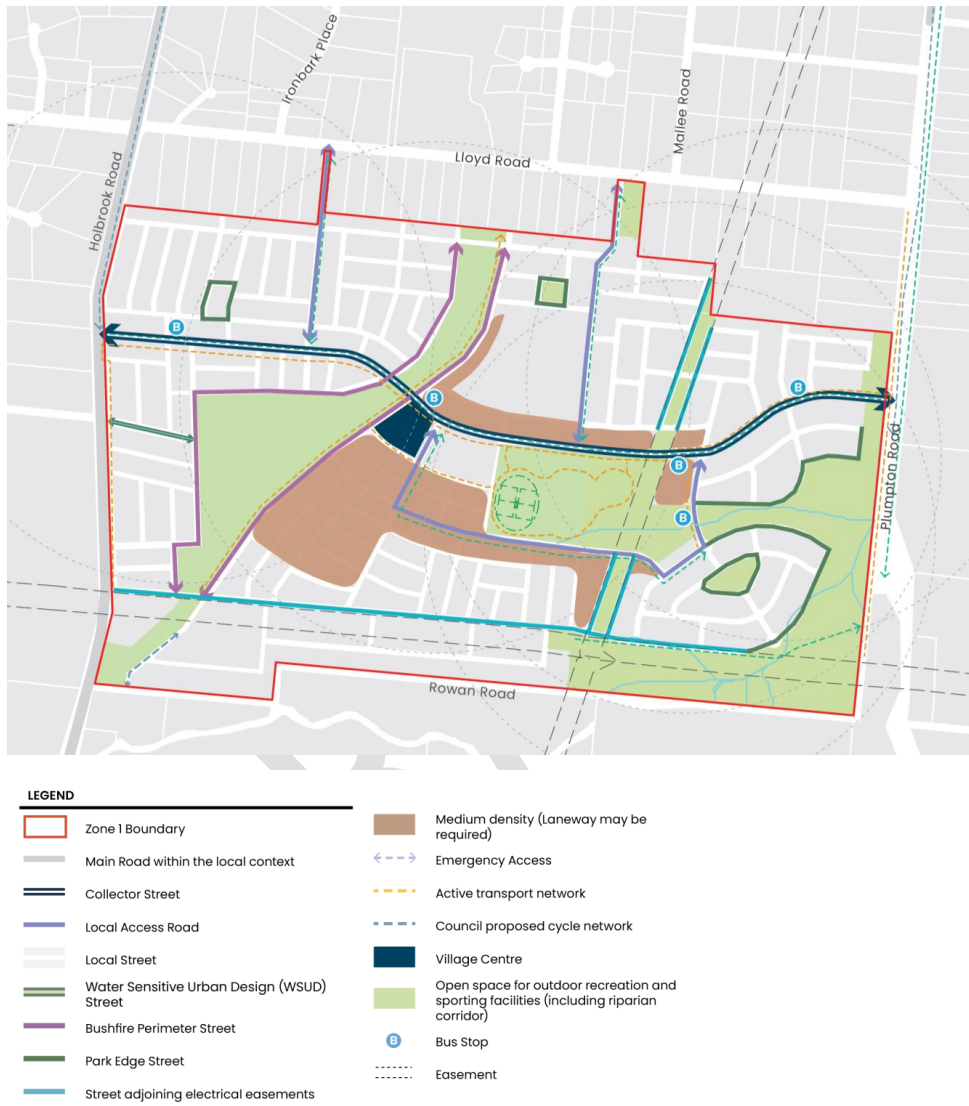 Ironbark Place
Mallee Road
Lloyd Road
Holbrook Road
B
B
B
B
B
Plumpton Road
Rowan Road
LEGEND
Zone 1 Boundary
Main Road within the local context
Collector Street
Local Access Road
Local Street
Water Sensitive Urban Design (WSUD)
Street
Bushfire Perimeter Street
Park Edge Street
Street adjoining electrical easements
Medium density (Laneway may be
required)
Emergency Access
Active transport network
Council proposed cycle network
Village Centre
Open space for outdoor recreation and
sporting facilities (including riparian
corridor)
B
Bus Stop
Easement